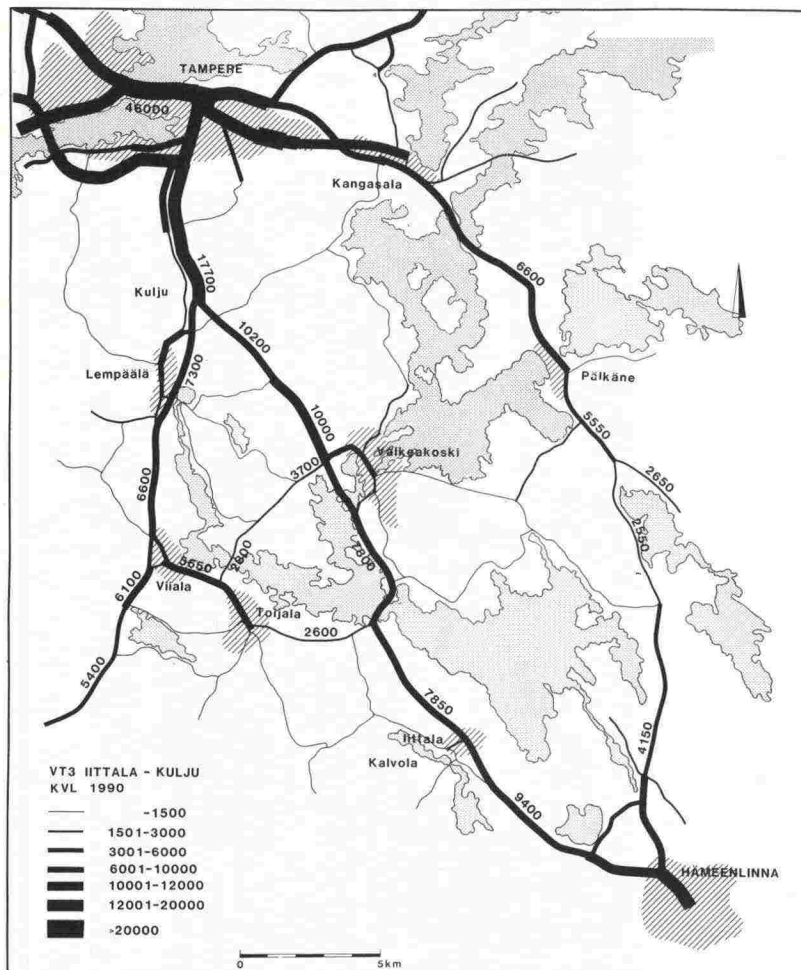 TAMPERE
46000
Kangasala
6600
17700
Kulju
10200
Lempäälä
7300
Pälkäne
5550
10000
Valkeakoski
3700
2650
6600
2550
7800
5650
2800
6100
Viiala
Toijala
2600
5400
7850
4150
Iittala
Kalvola
9400
VT3 IITTALA - KULJU
KVL 1990
-1500
1501-3000
3001-6000
6001-10000
10001-12000
12001-20000
>20000
HÄMEENLINNA
0 5km